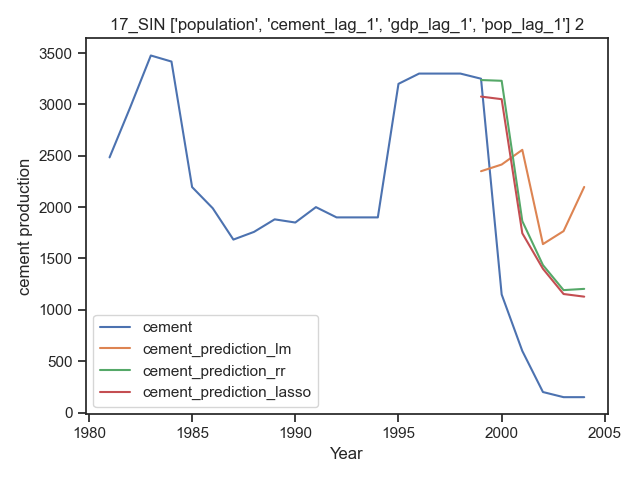 17_SIN ['population', 'cement_lag_1', 'gdp_lag_1', 'pop_lag_1'] 2
3500
3000
2500
2000
1500
1000
500
0
cement production
cement
cement_prediction_lm
cement_prediction_rr
cement_prediction_lasso
1980 1985 1990 1995 2000 2005
Year